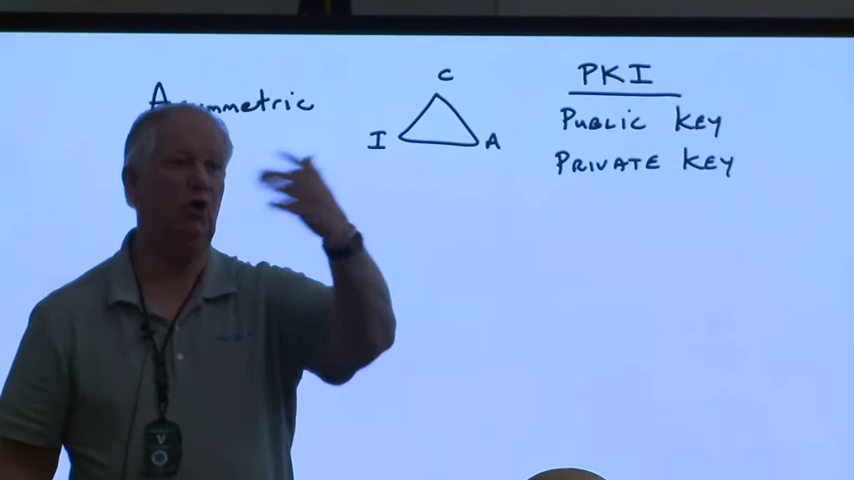 Asymmetric
C
I A
PKI
Public Key
Private Key
V